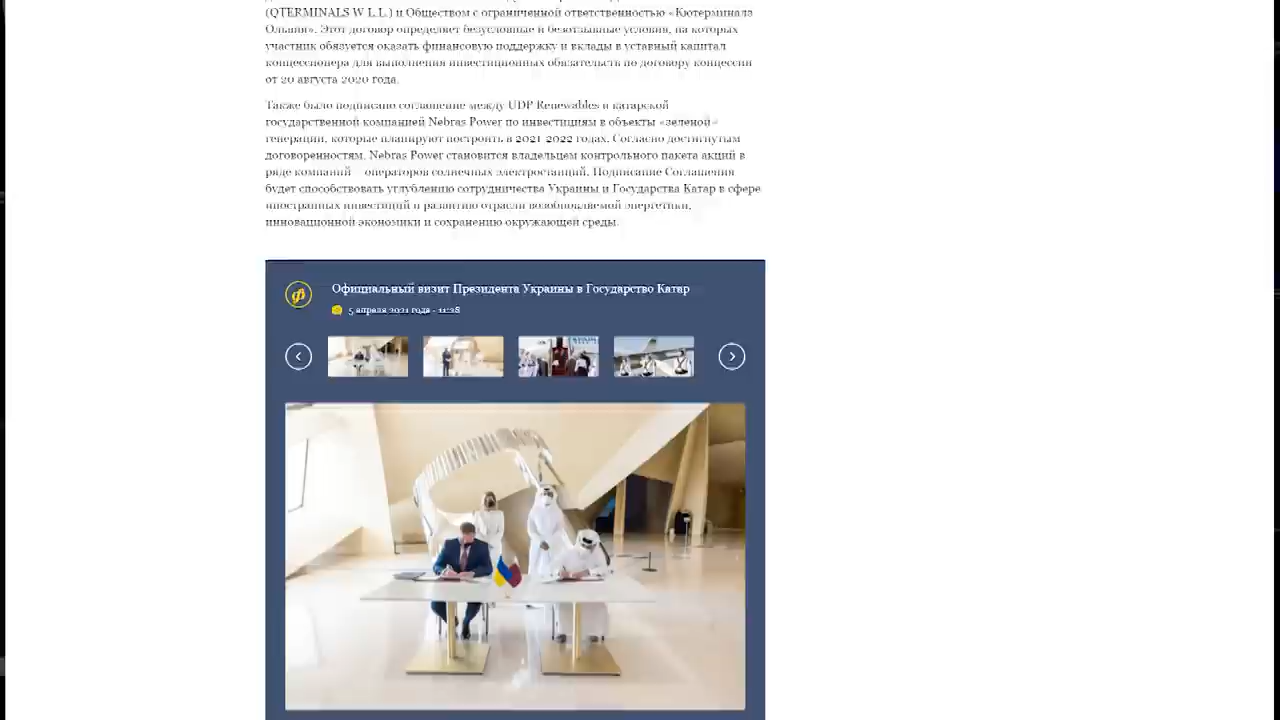 (QTERMINALS W L.L.) и Обществом с ограниченной ответственностью «Кютерминалз
Ольвия». Этот договор определяет безусловные и безотзывные условия, на которых
участник обязуется оказать финансовую поддержку и вклады в уставный капитал
концессионера для выполнения инвестиционных обязательств по договору концессии
от 20 августа 2020 года.
Также было подписано соглашение между UDP Renewables и катарской
государственной компанией Nebras Power по инвестициям в объекты «зеленой»
генерации, которые планируют построить в 2021-2022 годах. Согласно достигнутым
договоренностям, Nebras Power становится владельцем контрольного пакета акций в
ряде компаний – операторов солнечных электростанций. Подписание Соглашения
будет способствовать углублению сотрудничества Украины и Государства Катар в сфере
иностранных инвестиций и развитию отрасли возобновляемой энергетики,
инновационной экономики и сохранению окружающей среды.
Официальный визит Президента Украины в Государство Катар
5 апреля 2021 года - 11:28